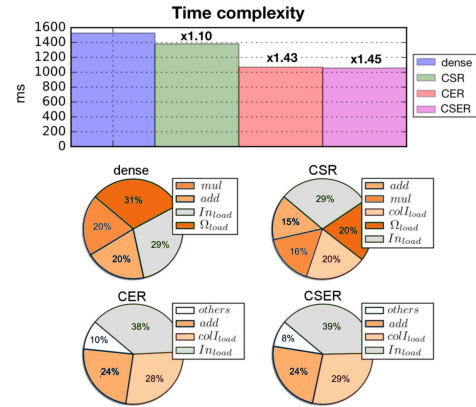 Time complexity
1600
1400
1200
1000
800
600
400
200
0
ms
x1.10
x1.43
x1.45
dense
CSR
CER
CSER
dense
31%
20%
20%
29%
mul
add
In_load
Ω_load
CSR
29%
15%
16%
20%
20%
add
mul
colI_load
Ω_load
In_load
CER
38%
10%
24%
28%
others
add
colI_load
In_load
CSER
39%
8%
24%
29%
others
add
colI_load
In_load